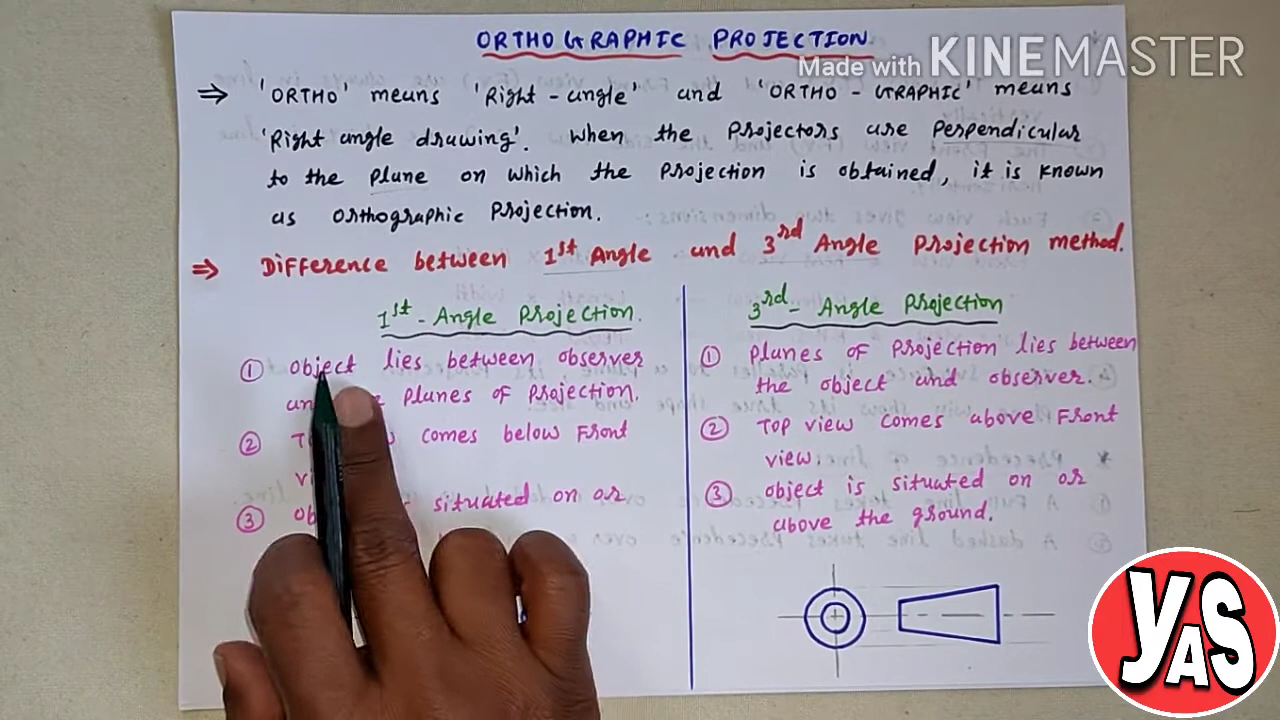 ORTHOGRAPHIC PROJECTION
Made with KINEMASTER
⇒ 'ORTHO' means 'Right-angle' and 'ORTHO-GRAPHIC' means
'Right angle drawing'. When the projectors are perpendicular
to the plane on which the projection is obtained, it is known
as orthographic projection.
⇒ Difference between 1st Angle and 3rd Angle projection method.
1st-Angle projection
① object lies between observer
planes of projection.
② comes below Front
③ situated on or
3rd-Angle projection
① planes of projection lies between
the object and observer.
② Top view comes above Front
view.
③ object is situated on or
above the ground.
YAS